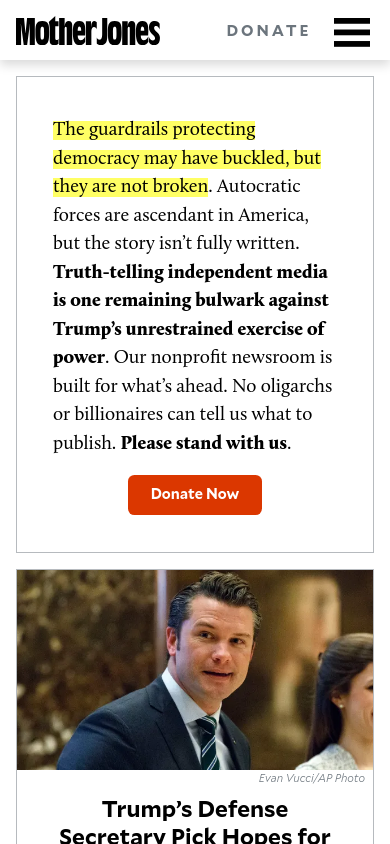 Mother Jones
DONATE
The guardrails protecting
democracy may have buckled, but
they are not broken. Autocratic
forces are ascendant in America,
but the story isn’t fully written.
Truth-telling independent media
is one remaining bulwark against
Trump’s unrestrained exercise of
power. Our nonprofit newsroom is
built for what’s ahead. No oligarchs
or billionaires can tell us what to
publish. Please stand with us.
Donate Now
Evan Vucci/AP Photo
Trump’s Defense
Secretary Pick Hopes for